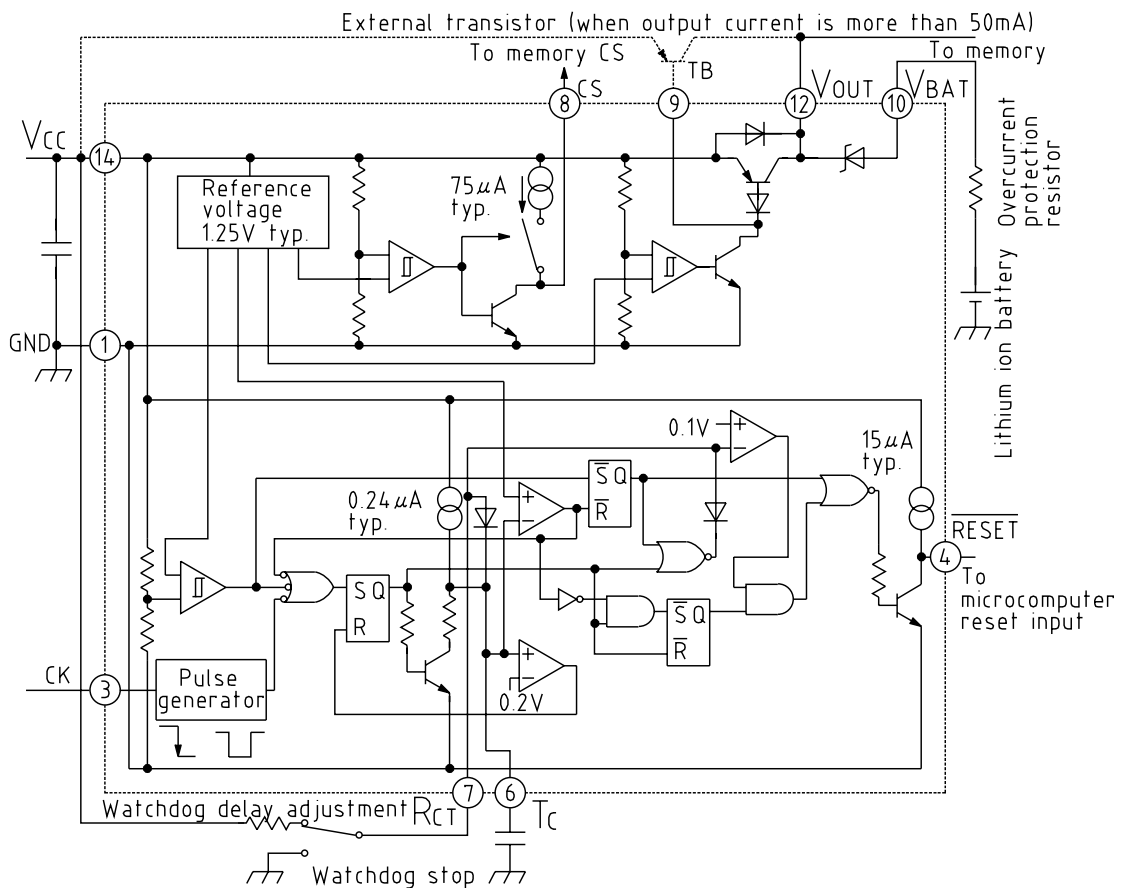 External transistor (when output current is more than 50mA)
To memory CS
To memory
TB
CS
VOUT
VBAT
8
9
12
10
VCC
14
Reference
voltage
1.25V typ.
75μA
typ.
Overcurrent
protection
resistor
Lithium ion battery
GND
1
0.1V
15μA
typ.
0.24μA
typ.
S̅ Q
R̅
RESET
4
To
microcomputer
reset input
S Q
R
S̅ Q
R̅
CK
3
Pulse
generator
0.2V
Watchdog delay adjustment
RCT
7
6
TC
Watchdog stop